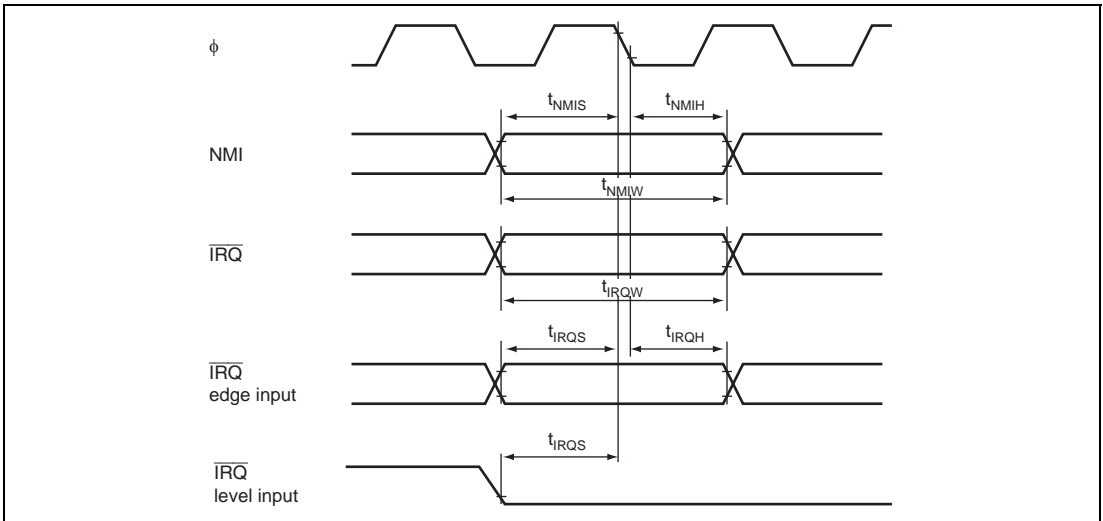 ϕ
tNMIS tNMIH
NMI
tNMIW
IRQ
tIRQW
tIRQS tIRQH
IRQ
edge input
tIRQS
IRQ
level input